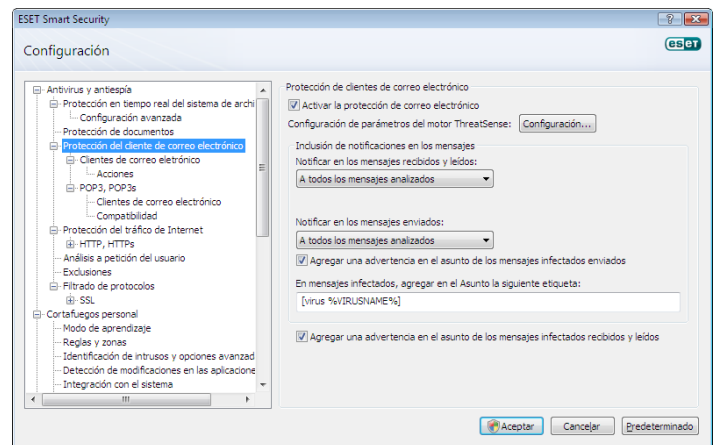 ESET Smart Security
Configuración
eset
Antivirus y antiespía
Protección en tiempo real del sistema de archi
Configuración avanzada
Protección de documentos
Protección del cliente de correo electrónico
Clientes de correo eletrónico
Acciones
POP3, POP3s
Clientes de correo electrónico
Compatibilidad
Protección del tráfico de Internet
HTTP, HTTPs
Análisis a petición del usuario
Exclusiones
Filtrado de protocolos
SSL
Cortafuegos personal
Modo de aprendizaje
Reglas y zonas
Identificación de intrusos y opciones avanzad
Detección de modificaciones en las aplicacione
Integración con el sistema
Protección de clientes de correo electrónico
Activar la protección de correo electrónico
Configuración de parámetros del motor ThreatSense: Configuración...
Inclusión de notificaciones en los mensajes
Notificar en los mensajes recibidos y leídos:
A todos los mensajes analizados
Notificar en los mensajes enviados:
A todos los mensajes analizados
Agregar una advertencia en el asunto de los mensajes infectados enviados
En mensajes infectados, agregar en el Asunto la siguiente etiqueta:
[virus %VIRUSNAME%]
Agregar una advertencia en el asunto de los mensajes infectados recibidos y leídos
Aceptar Cancelar Predeterminado